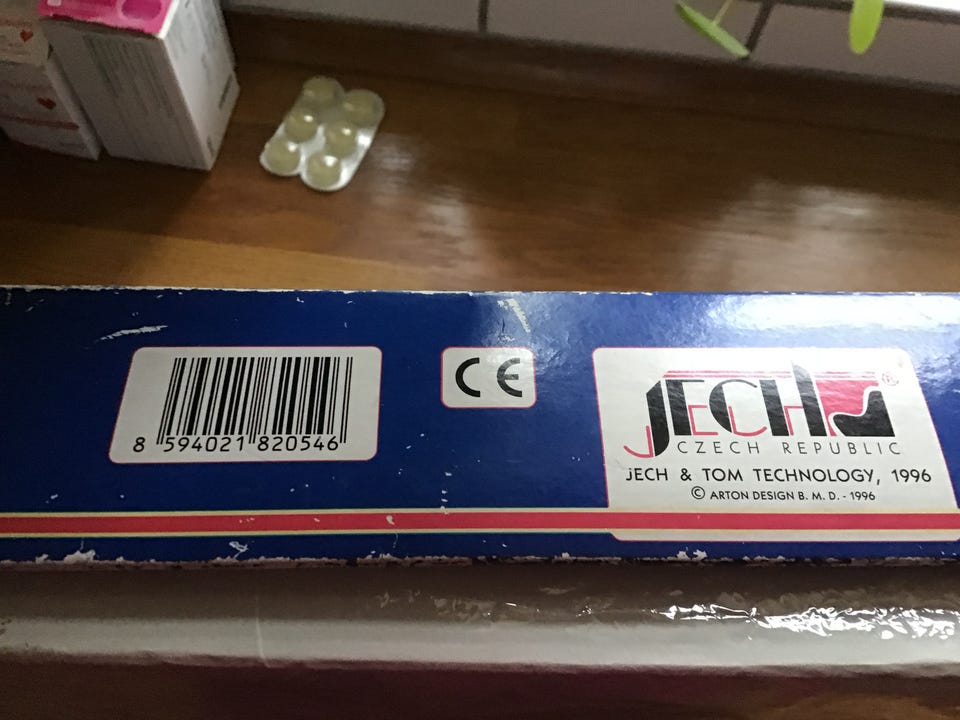 8 594021 820546
CE
JECH ®
CZECH REPUBLIC
jECH & TOM TECHNOLOGY, 1996
© ARTON DESIGN B. M. D. - 1996